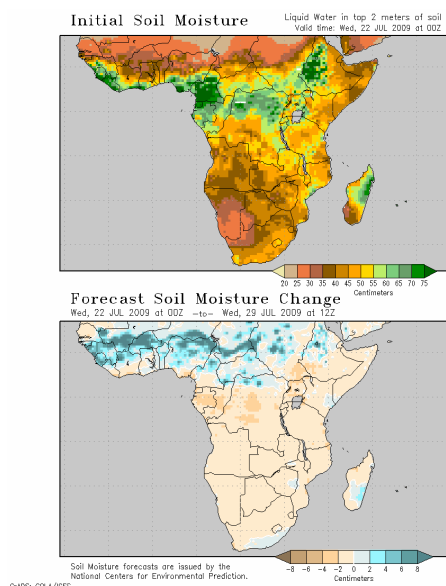 Initial Soil Moisture
Liquid Water in top 2 meters of soil
Valid time: Wed, 22 JUL 2009 at 00Z
20 25 30 35 40 45 50 55 60 65 70 75
Centimeters
Forecast Soil Moisture Change
Wed, 22 JUL 2009 at 00Z -to- Wed, 29 JUL 2009 at 12Z
Soil Moisture forecasts are issued by the
National Centers for Environmental Prediction.
-8 -6 -4 -2 0 2 4 6 8
Centimeters